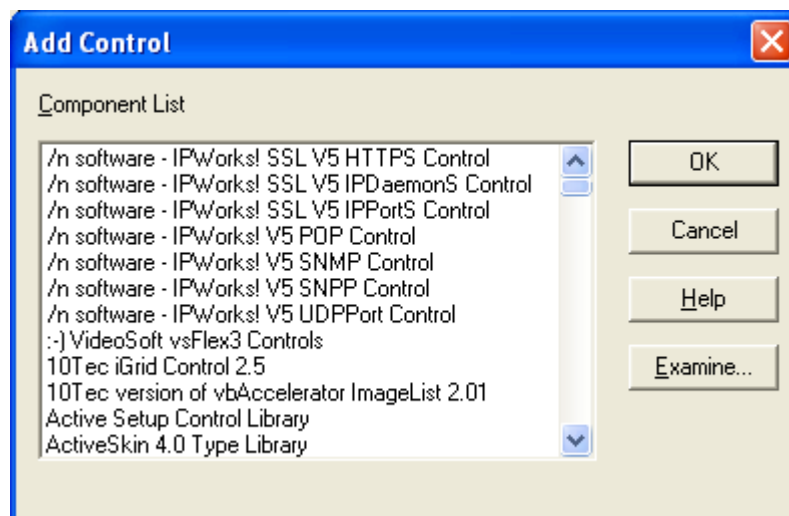 Add Control
Component List
/n software - IPWorks! SSL V5 HTTPS Control
/n software - IPWorks! SSL V5 IPDaemonS Control
/n software - IPWorks! SSL V5 IPPortS Control
/n software - IPWorks! V5 POP Control
/n software - IPWorks! V5 SNMP Control
/n software - IPWorks! V5 SNPP Control
/n software - IPWorks! V5 UDPPort Control
:-) VideoSoft vsFlex3 Controls
10Tec iGrid Control 2.5
10Tec version of vbAccelerator ImageList 2.01
Active Setup Control Library
ActiveSkin 4.0 Type Library
OK
Cancel
Help
Examine...